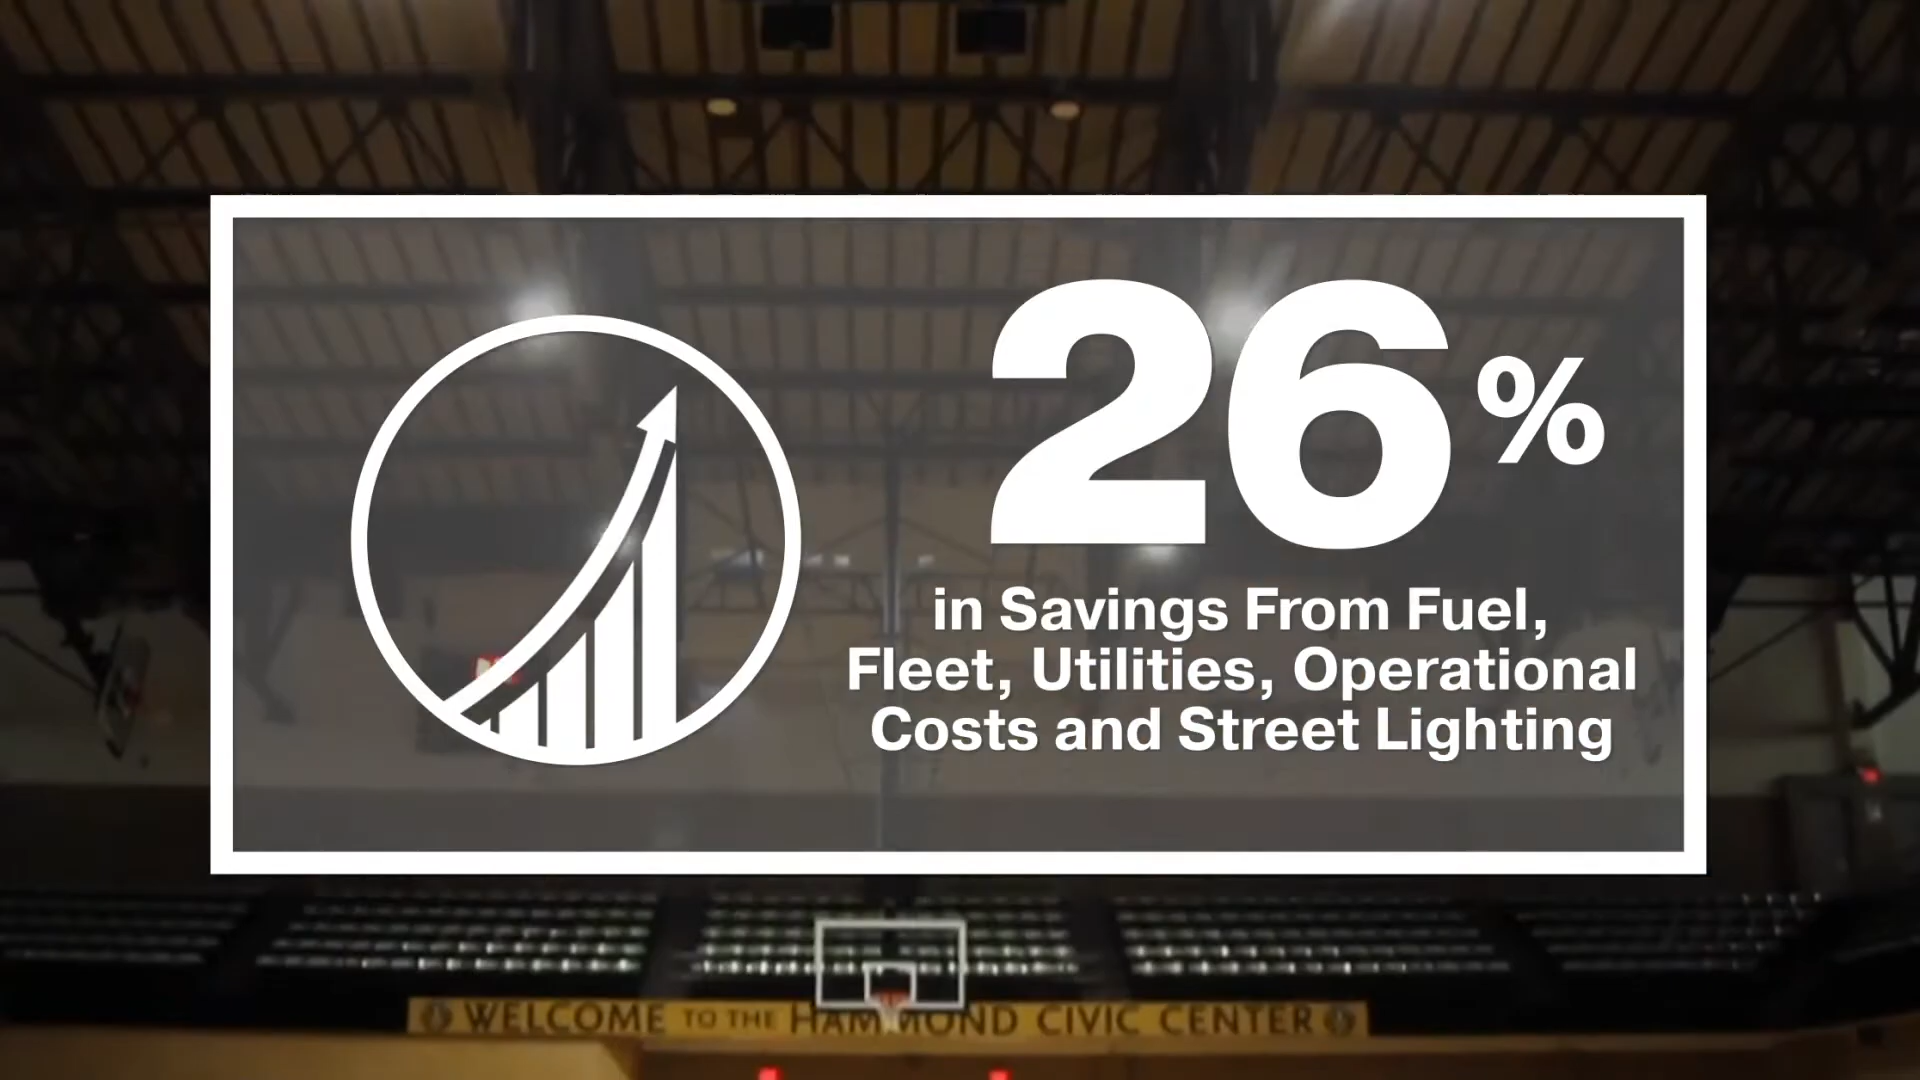 26%
in Savings From Fuel,
Fleet, Utilities, Operational
Costs and Street Lighting
WELCOME TO THE HAMMOND CIVIC CENTER